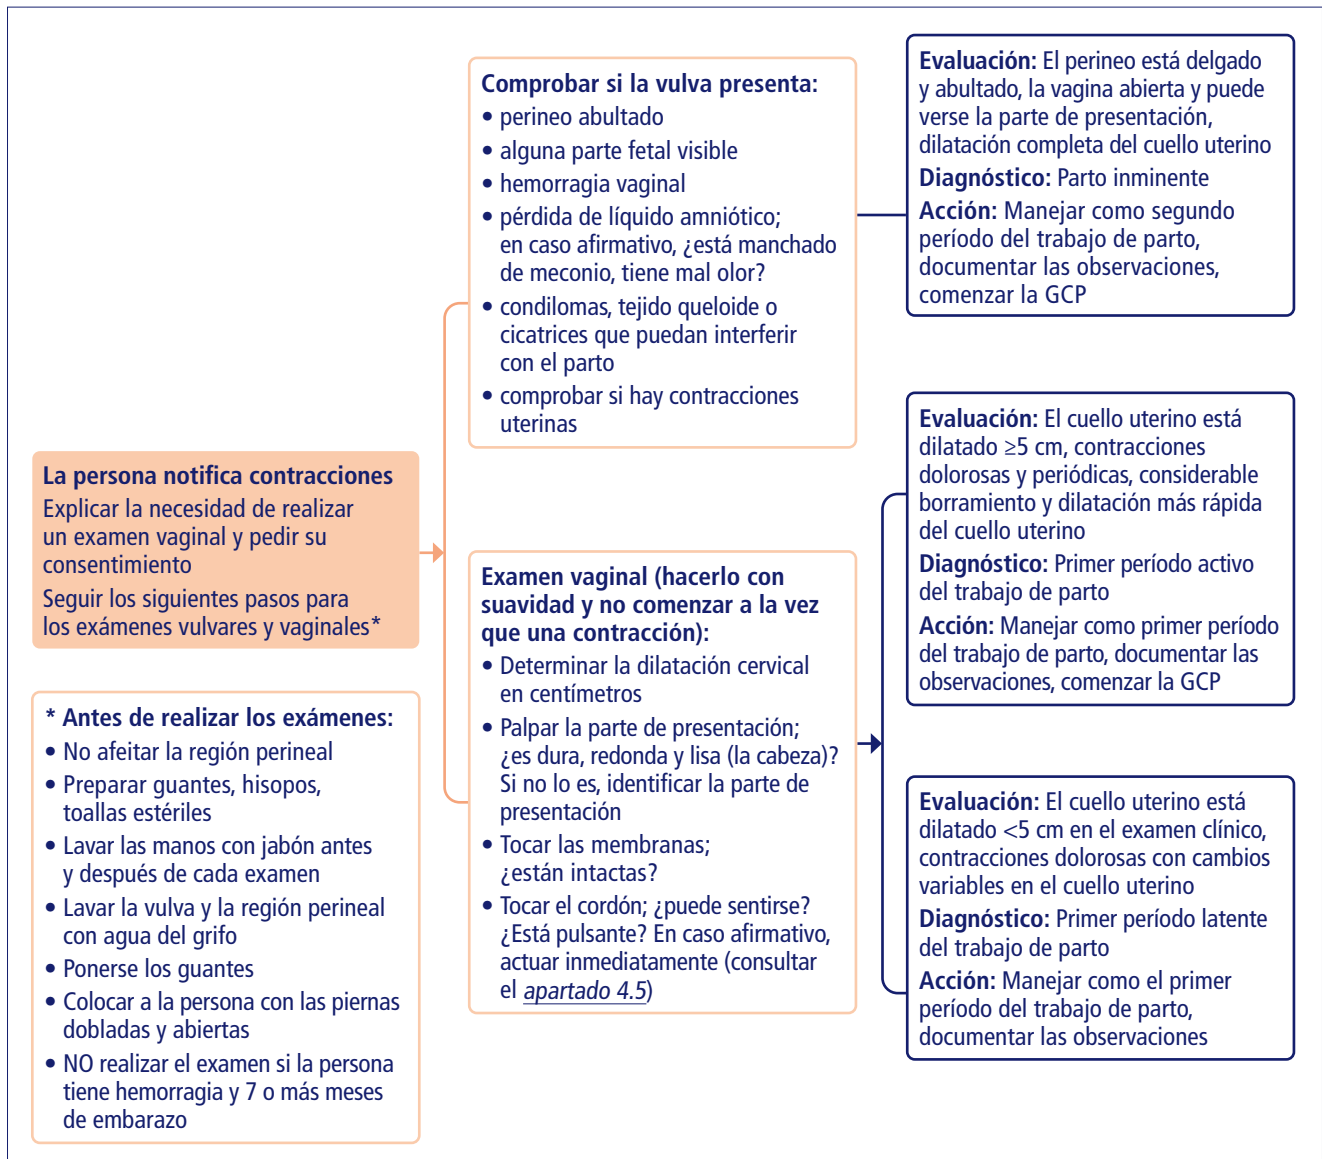 La persona notifica contracciones
Explicar la necesidad de realizar
un examen vaginal y pedir su
consentimiento
Seguir los siguientes pasos para
los exámenes vulvares y vaginales*
* Antes de realizar los exámenes:
• No afeitar la región perineal
• Preparar guantes, hisopos,
toallas estériles
• Lavar las manos con jabón antes
y después de cada examen
• Lavar la vulva y la región perineal
con agua del grifo
• Ponerse los guantes
• Colocar a la persona con las piernas
dobladas y abiertas
• NO realizar el examen si la persona
tiene hemorragia y 7 o más meses
de embarazo
Comprobar si la vulva presenta:
• perineo abultado
• alguna parte fetal visible
• hemorragia vaginal
• pérdida de líquido amniótico;
en caso afirmativo, ¿está manchado
de meconio, tiene mal olor?
• condilomas, tejido queloide o
cicatrices que puedan interferir
con el parto
• comprobar si hay contracciones
uterinas
Examen vaginal (hacerlo con
suavidad y no comenzar a la vez
que una contracción):
• Determinar la dilatación cervical
en centímetros
• Palpar la parte de presentación;
¿es dura, redonda y lisa (la cabeza)?
Si no lo es, identificar la parte de
presentación
• Tocar las membranas;
¿están intactas?
• Tocar el cordón; ¿puede sentirse?
¿Está pulsante? En caso afirmativo,
actuar inmediatamente (consultar
el apartado 4.5)
Evaluación: El perineo está delgado
y abultado, la vagina abierta y puede
verse la parte de presentación,
dilatación completa del cuello uterino
Diagnóstico: Parto inminente
Acción: Manejar como segundo
período del trabajo de parto,
documentar las observaciones,
comenzar la GCP
Evaluación: El cuello uterino está
dilatado ≥5 cm, contracciones
dolorosas y periódicas, considerable
borramiento y dilatación más rápida
del cuello uterino
Diagnóstico: Primer período activo
del trabajo de parto
Acción: Manejar como primer período
del trabajo de parto, documentar las
observaciones, comenzar la GCP
Evaluación: El cuello uterino está
dilatado <5 cm en el examen clínico,
contracciones dolorosas con cambios
variables en el cuello uterino
Diagnóstico: Primer período latente
del trabajo de parto
Acción: Manejar como el primer
período del trabajo de parto,
documentar las observaciones